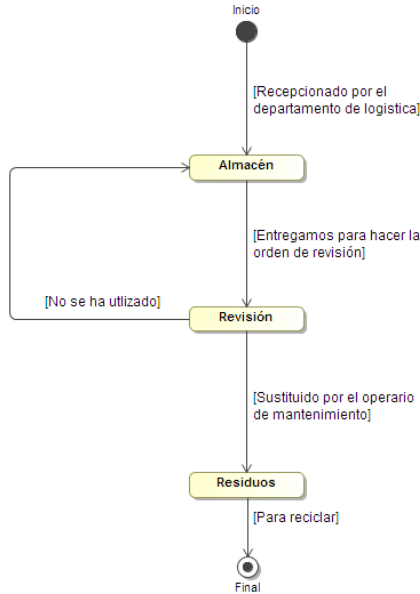 Inicio
[Recepcionado por el
departamento de logistica]
Almacén
[Entregamos para hacer la
orden de revisión]
[No se ha utlizado]
Revisión
[Sustituido por el operario
de mantenimiento]
Residuos
[Para reciclar]
Final